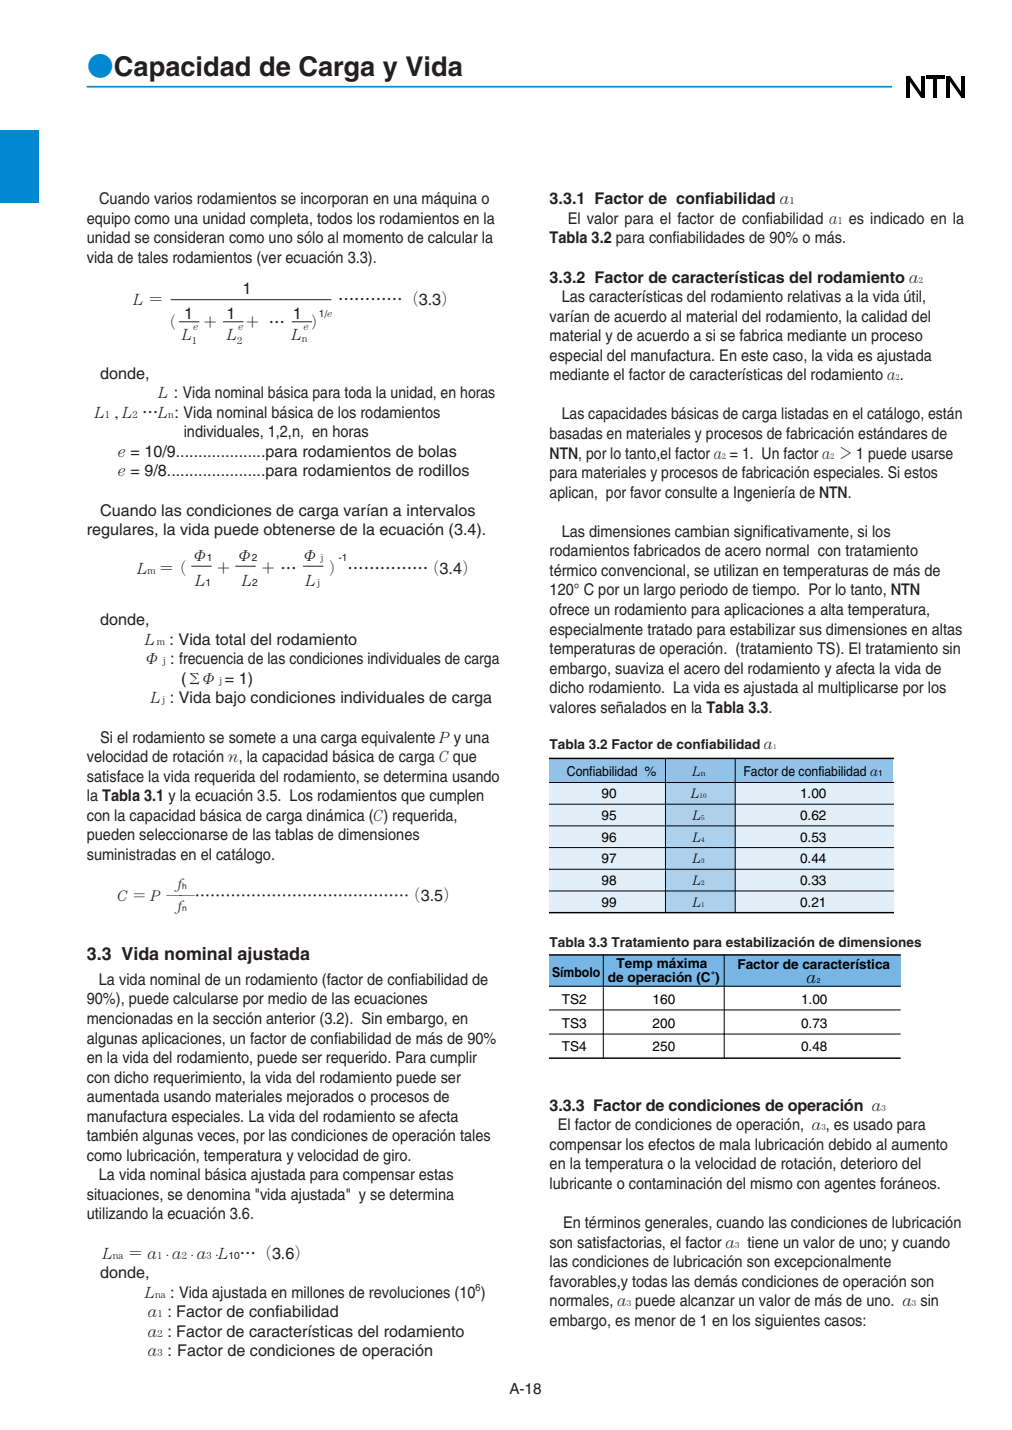 ●Capacidad de Carga y Vida
NTN
Cuando varios rodamientos se incorporan en una máquina o
equipo como una unidad completa, todos los rodamientos en la
unidad se consideran como uno sólo al momento de calcular la
vida de tales rodamientos (ver ecuación 3.3).
L = 1 / ( 1/L₁ᵉ + 1/L₂ᵉ + ··· 1/Lₙᵉ )^1/e ············ (3.3)
donde,
L : Vida nominal básica para toda la unidad, en horas
L1 , L2 ···Ln: Vida nominal básica de los rodamientos
individuales, 1,2,n, en horas
e = 10/9....................para rodamientos de bolas
e = 9/8......................para rodamientos de rodillos
Cuando las condiciones de carga varían a intervalos
regulares, la vida puede obtenerse de la ecuación (3.4).
Lm = ( Φ1/L1 + Φ2/L2 + ··· Φj/Lj )^-1 ··············· (3.4)
donde,
Lm : Vida total del rodamiento
Φ j : frecuencia de las condiciones individuales de carga
( Σ Φ j = 1)
Lj : Vida bajo condiciones individuales de carga
Si el rodamiento se somete a una carga equivalente P y una
velocidad de rotación n, la capacidad básica de carga C que
satisface la vida requerida del rodamiento, se determina usando
la Tabla 3.1 y la ecuación 3.5. Los rodamientos que cumplen
con la capacidad básica de carga dinámica (C) requerida,
pueden seleccionarse de las tablas de dimensiones
suministradas en el catálogo.
C = P fh/fn ········································· (3.5)
3.3 Vida nominal ajustada
La vida nominal de un rodamiento (factor de confiabilidad de
90%), puede calcularse por medio de las ecuaciones
mencionadas en la sección anterior (3.2). Sin embargo, en
algunas aplicaciones, un factor de confiabilidad de más de 90%
en la vida del rodamiento, puede ser requerido. Para cumplir
con dicho requerimiento, la vida del rodamiento puede ser
aumentada usando materiales mejorados o procesos de
manufactura especiales. La vida del rodamiento se afecta
también algunas veces, por las condiciones de operación tales
como lubricación, temperatura y velocidad de giro.
La vida nominal básica ajustada para compensar estas
situaciones, se denomina "vida ajustada" y se determina
utilizando la ecuación 3.6.
Lna = a1 · a2 · a3 ·L10··· (3.6)
donde,
Lna : Vida ajustada en millones de revoluciones (10⁶)
a1 : Factor de confiabilidad
a2 : Factor de características del rodamiento
a3 : Factor de condiciones de operación
3.3.1 Factor de confiabilidad a1
El valor para el factor de confiabilidad a1 es indicado en la
Tabla 3.2 para confiabilidades de 90% o más.
3.3.2 Factor de características del rodamiento a2
Las características del rodamiento relativas a la vida útil,
varían de acuerdo al material del rodamiento, la calidad del
material y de acuerdo a si se fabrica mediante un proceso
especial del manufactura. En este caso, la vida es ajustada
mediante el factor de características del rodamiento a2.
Las capacidades básicas de carga listadas en el catálogo, están
basadas en materiales y procesos de fabricación estándares de
NTN, por lo tanto,el factor a2 = 1. Un factor a2 > 1 puede usarse
para materiales y procesos de fabricación especiales. Si estos
aplican, por favor consulte a Ingeniería de NTN.
Las dimensiones cambian significativamente, si los
rodamientos fabricados de acero normal con tratamiento
térmico convencional, se utilizan en temperaturas de más de
120° C por un largo periodo de tiempo. Por lo tanto, NTN
ofrece un rodamiento para aplicaciones a alta temperatura,
especialmente tratado para estabilizar sus dimensiones en altas
temperaturas de operación. (tratamiento TS). El tratamiento sin
embargo, suaviza el acero del rodamiento y afecta la vida de
dicho rodamiento. La vida es ajustada al multiplicarse por los
valores señalados en la Tabla 3.3.
Tabla 3.2 Factor de confiabilidad a1
Confiabilidad % Ln Factor de confiabilidad a1
90 L10 1.00
95 L5 0.62
96 L4 0.53
97 L3 0.44
98 L2 0.33
99 L1 0.21
Tabla 3.3 Tratamiento para estabilización de dimensiones
Símbolo Temp máxima de operación (C°) Factor de característica a2
TS2 160 1.00
TS3 200 0.73
TS4 250 0.48
3.3.3 Factor de condiciones de operación a3
El factor de condiciones de operación, a3, es usado para
compensar los efectos de mala lubricación debido al aumento
en la temperatura o la velocidad de rotación, deterioro del
lubricante o contaminación del mismo con agentes foráneos.
En términos generales, cuando las condiciones de lubricación
son satisfactorias, el factor a3 tiene un valor de uno; y cuando
las condiciones de lubricación son excepcionalmente
favorables,y todas las demás condiciones de operación son
normales, a3 puede alcanzar un valor de más de uno. a3 sin
embargo, es menor de 1 en los siguientes casos:
A-18